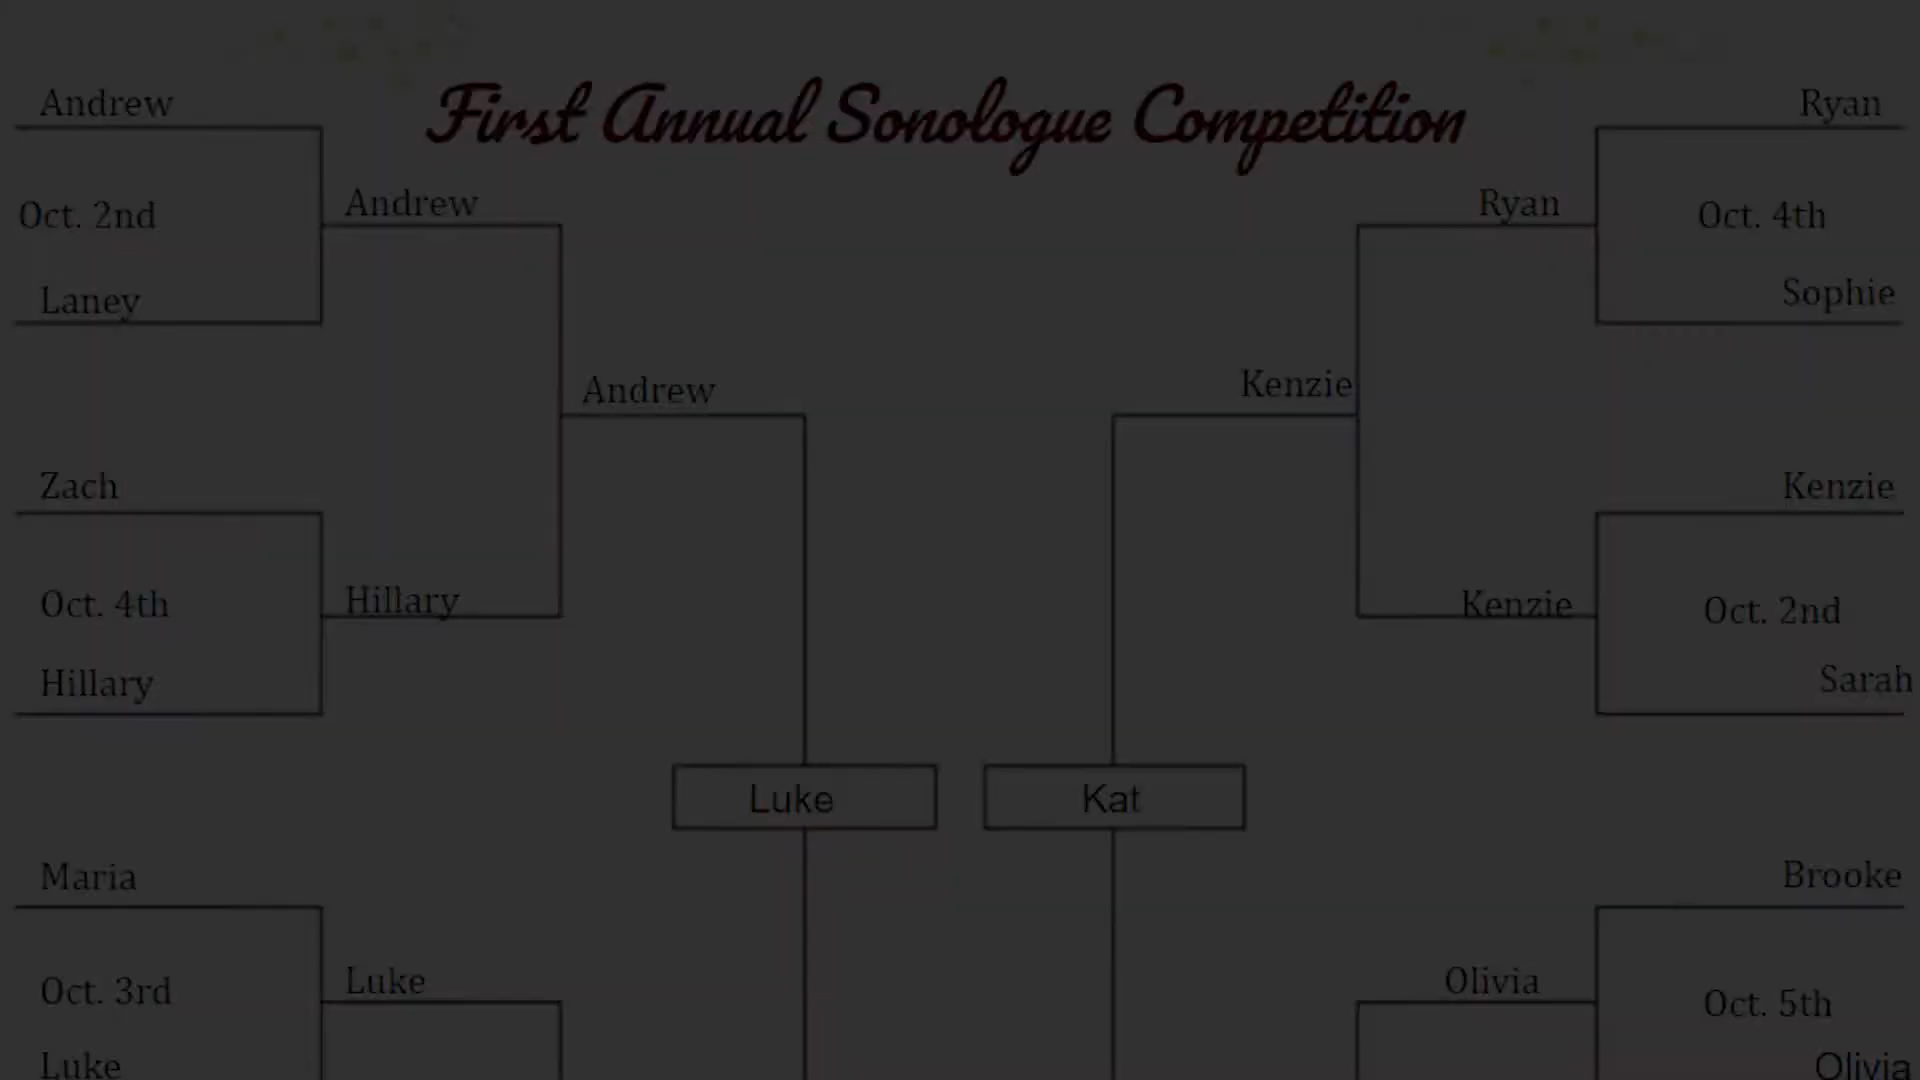 First Annual Sonologue Competition
Andrew
Oct. 2nd
Laney
Andrew
Andrew
Zach
Oct. 4th
Hillary
Hillary
Luke
Maria
Oct. 3rd
Luke
Luke
Ryan
Oct. 4th
Sophie
Ryan
Kenzie
Kenzie
Oct. 2nd
Sarah
Kenzie
Kat
Brooke
Oct. 5th
Olivia
Olivia